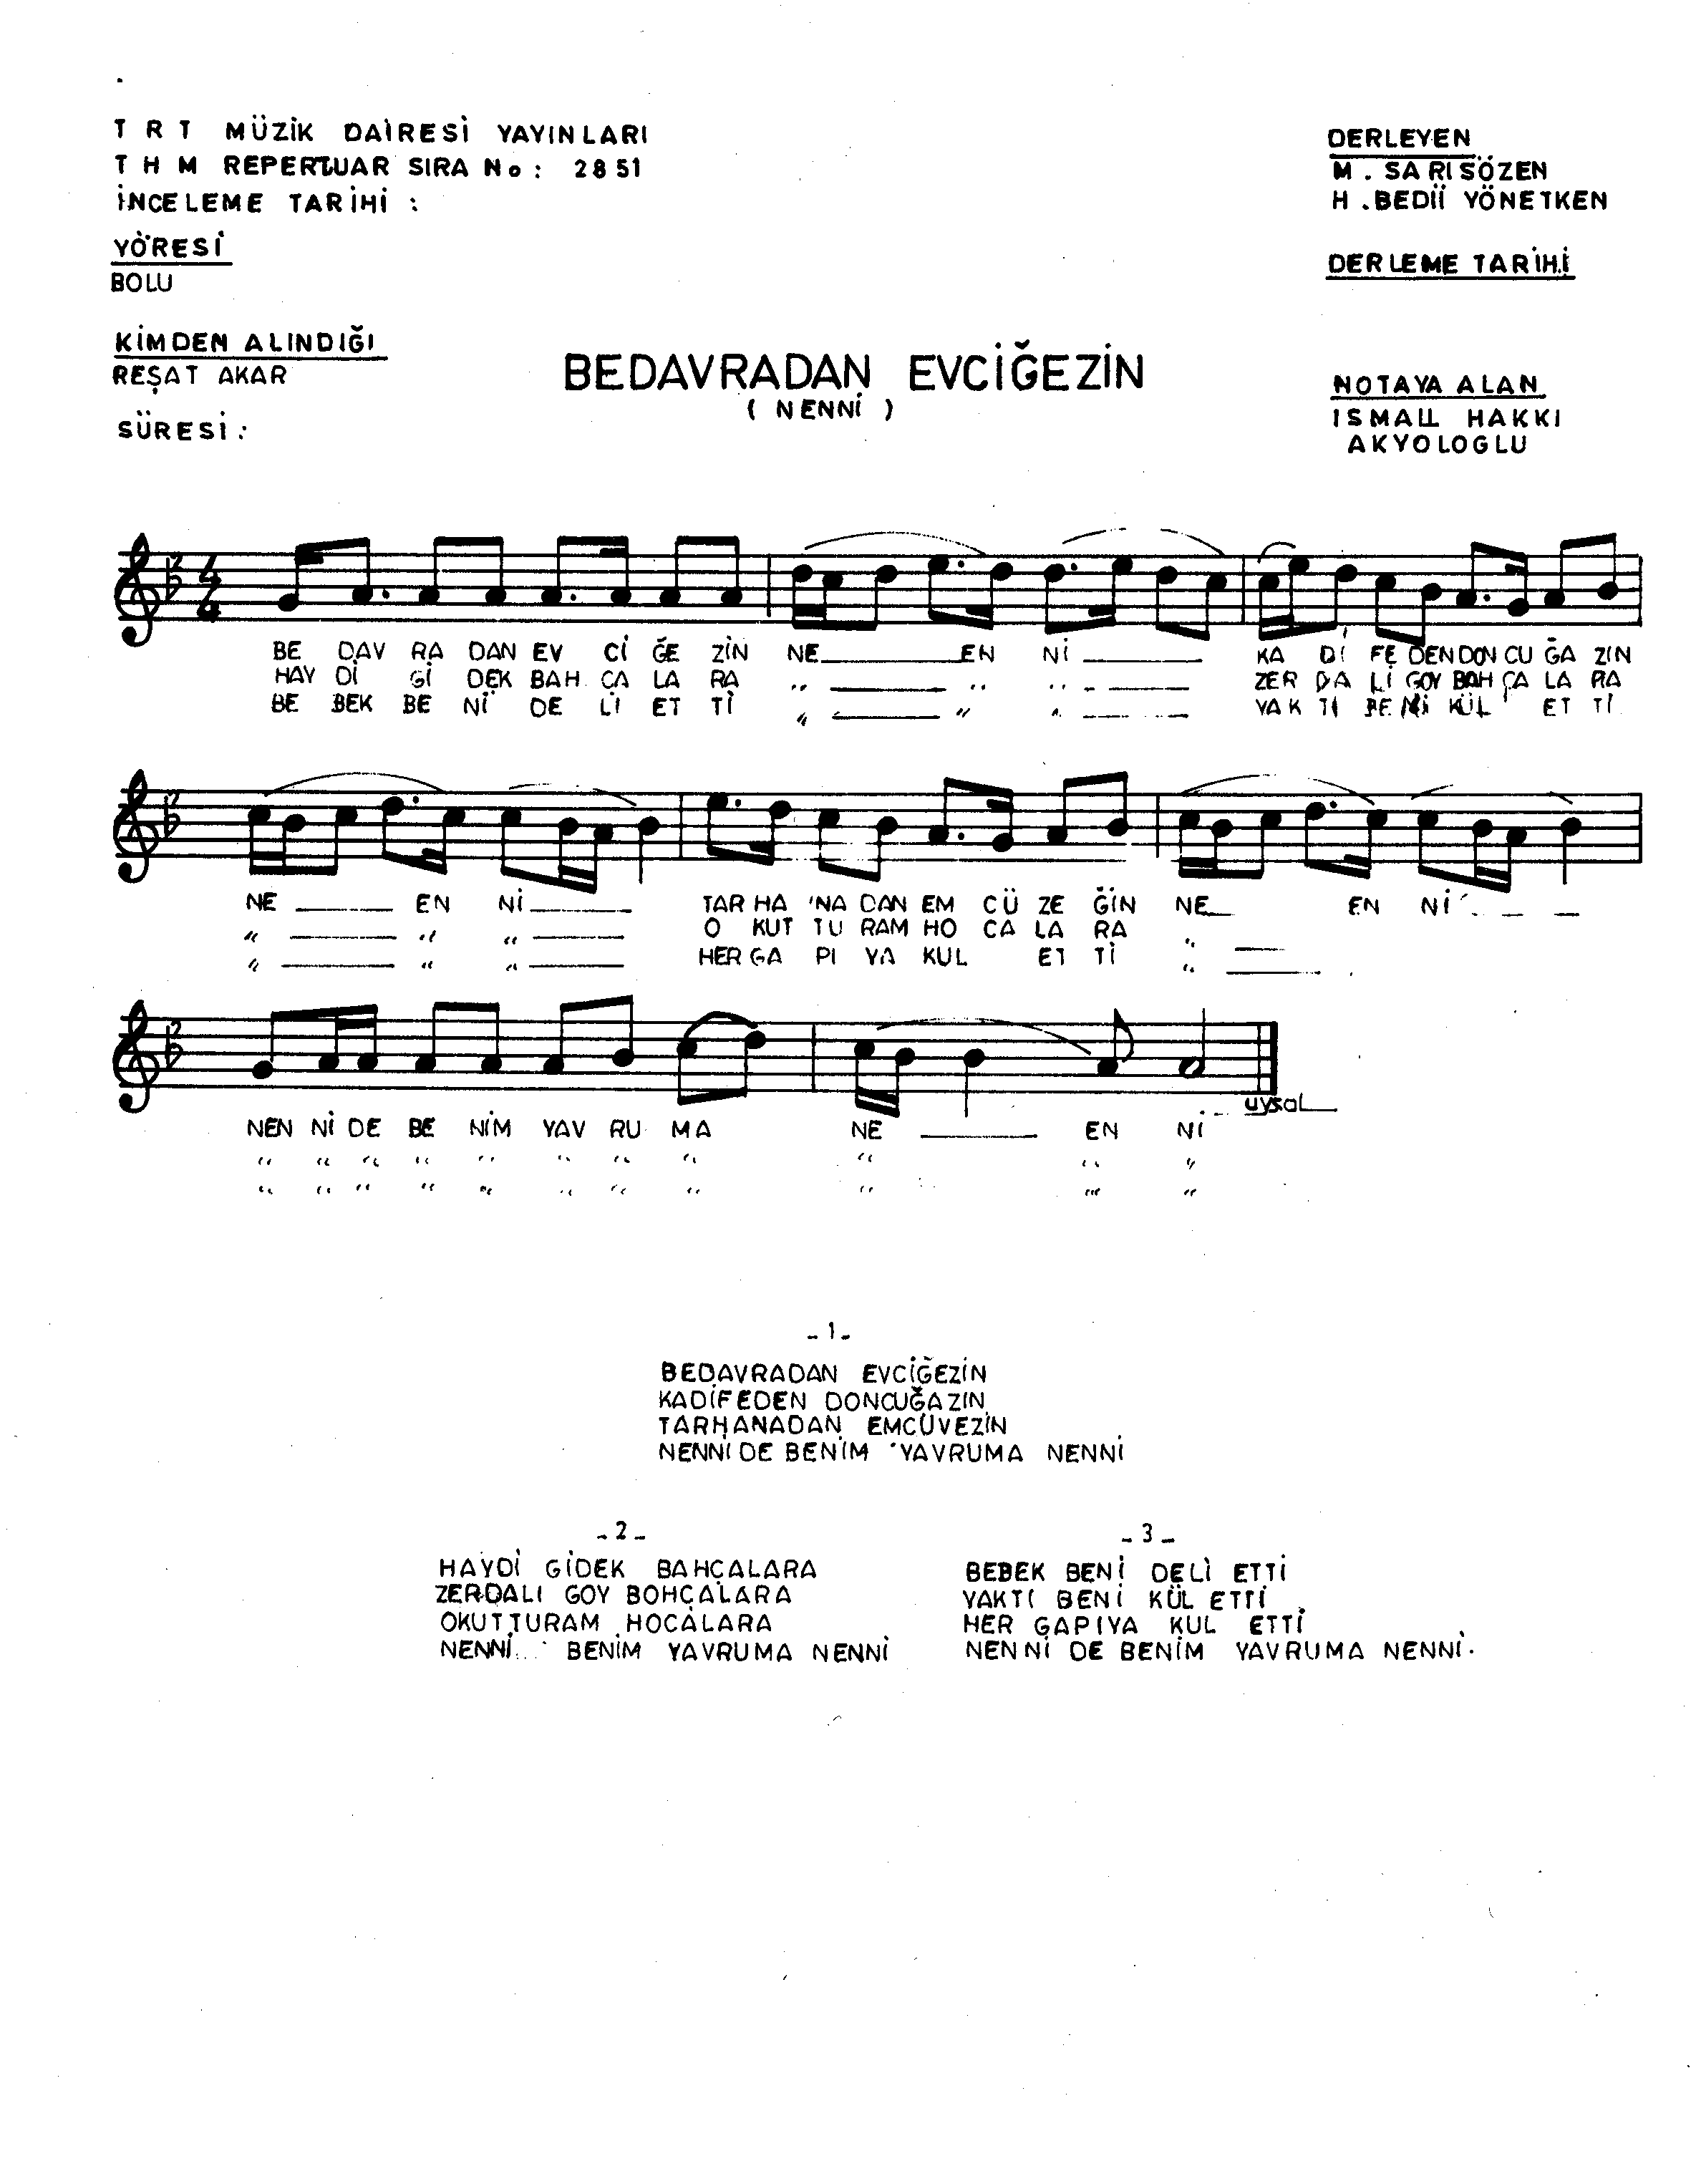 TRT MÜZİK DAİRESİ YAYINLARI
THM REPERTUAR SIRA No: 2851
İNCELEME TARİHİ :
YÖRESİ
BOLU
KİMDEN ALINDIĞI
REŞAT AKAR
SÜRESİ:
DERLEYEN
M. SARISÖZEN
H.BEDİİ YÖNETKEN
DERLEME TARİHİ
NOTAYA ALAN
ISMAIL HAKKI
AKYOLOGLU
BEDAVRADAN EVCİĞEZİN
( NENNİ )
4
4
BE DAV RA DAN EV Cİ ĞE ZİN NE EN Nİ KA Dİ FE DEN DON CU ĞA ZIN
HAY Dİ Gİ DEK BAH ÇA LA RA " " " ZER DA Lİ GOY BAH ÇA LA RA
BE BEK BE Nİ DE Lİ ET Tİ " " " YAK TI BE Nİ KÜL ET Tİ
NE EN Nİ TAR HA NA DAN EM CÜ ZE ĞİN NE EN Nİ
" " " O KUT TU RAM HO CA LA RA "
" " " HER GA PI YA KUL ET Tİ "
NEN Nİ DE BE NİM YAV RU MA NE EN Nİ
" " " " " " " " " " "
" " " " " " " " " " "
uysal
-1-
BEDAVRADAN EVCİĞEZİN
KADİFEDEN DONCUĞAZIN
TARHANADAN EMCÜVEZİN
NENNİ DE BENİM YAVRUMA NENNİ
-2-
HAYDİ GİDEK BAHÇALARA
ZERDALI GOY BOHÇALARA
OKUTTURAM HOCALARA
NENNİ BENİM YAVRUMA NENNİ
-3-
BEBEK BENİ DELİ ETTİ
YAKTI BENİ KÜL ETTİ
HER GAPIYA KUL ETTİ
NENNİ DE BENİM YAVRUMA NENNİ.